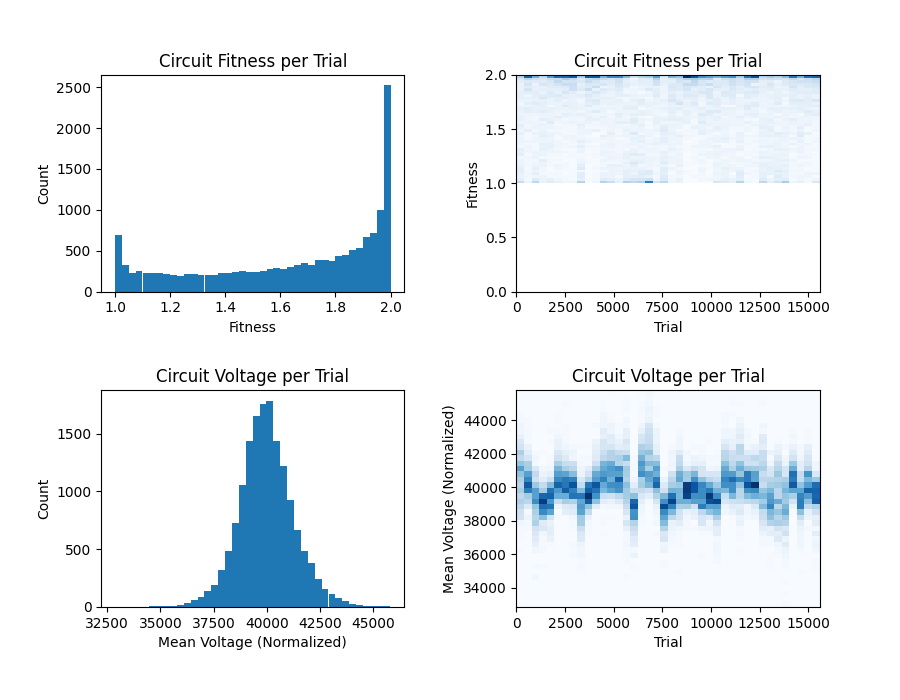 Circuit Fitness per Trial
2500
2000
1500
1000
500
0
Count
1.0 1.2 1.4 1.6 1.8 2.0
Fitness
Circuit Fitness per Trial
2.0
1.5
1.0
0.5
0.0
Fitness
0 2500 5000 7500 10000 12500 15000
Trial
Circuit Voltage per Trial
1500
1000
500
0
Count
32500 35000 37500 40000 42500 45000
Mean Voltage (Normalized)
Circuit Voltage per Trial
44000
42000
40000
38000
36000
34000
Mean Voltage (Normalized)
0 2500 5000 7500 10000 12500 15000
Trial